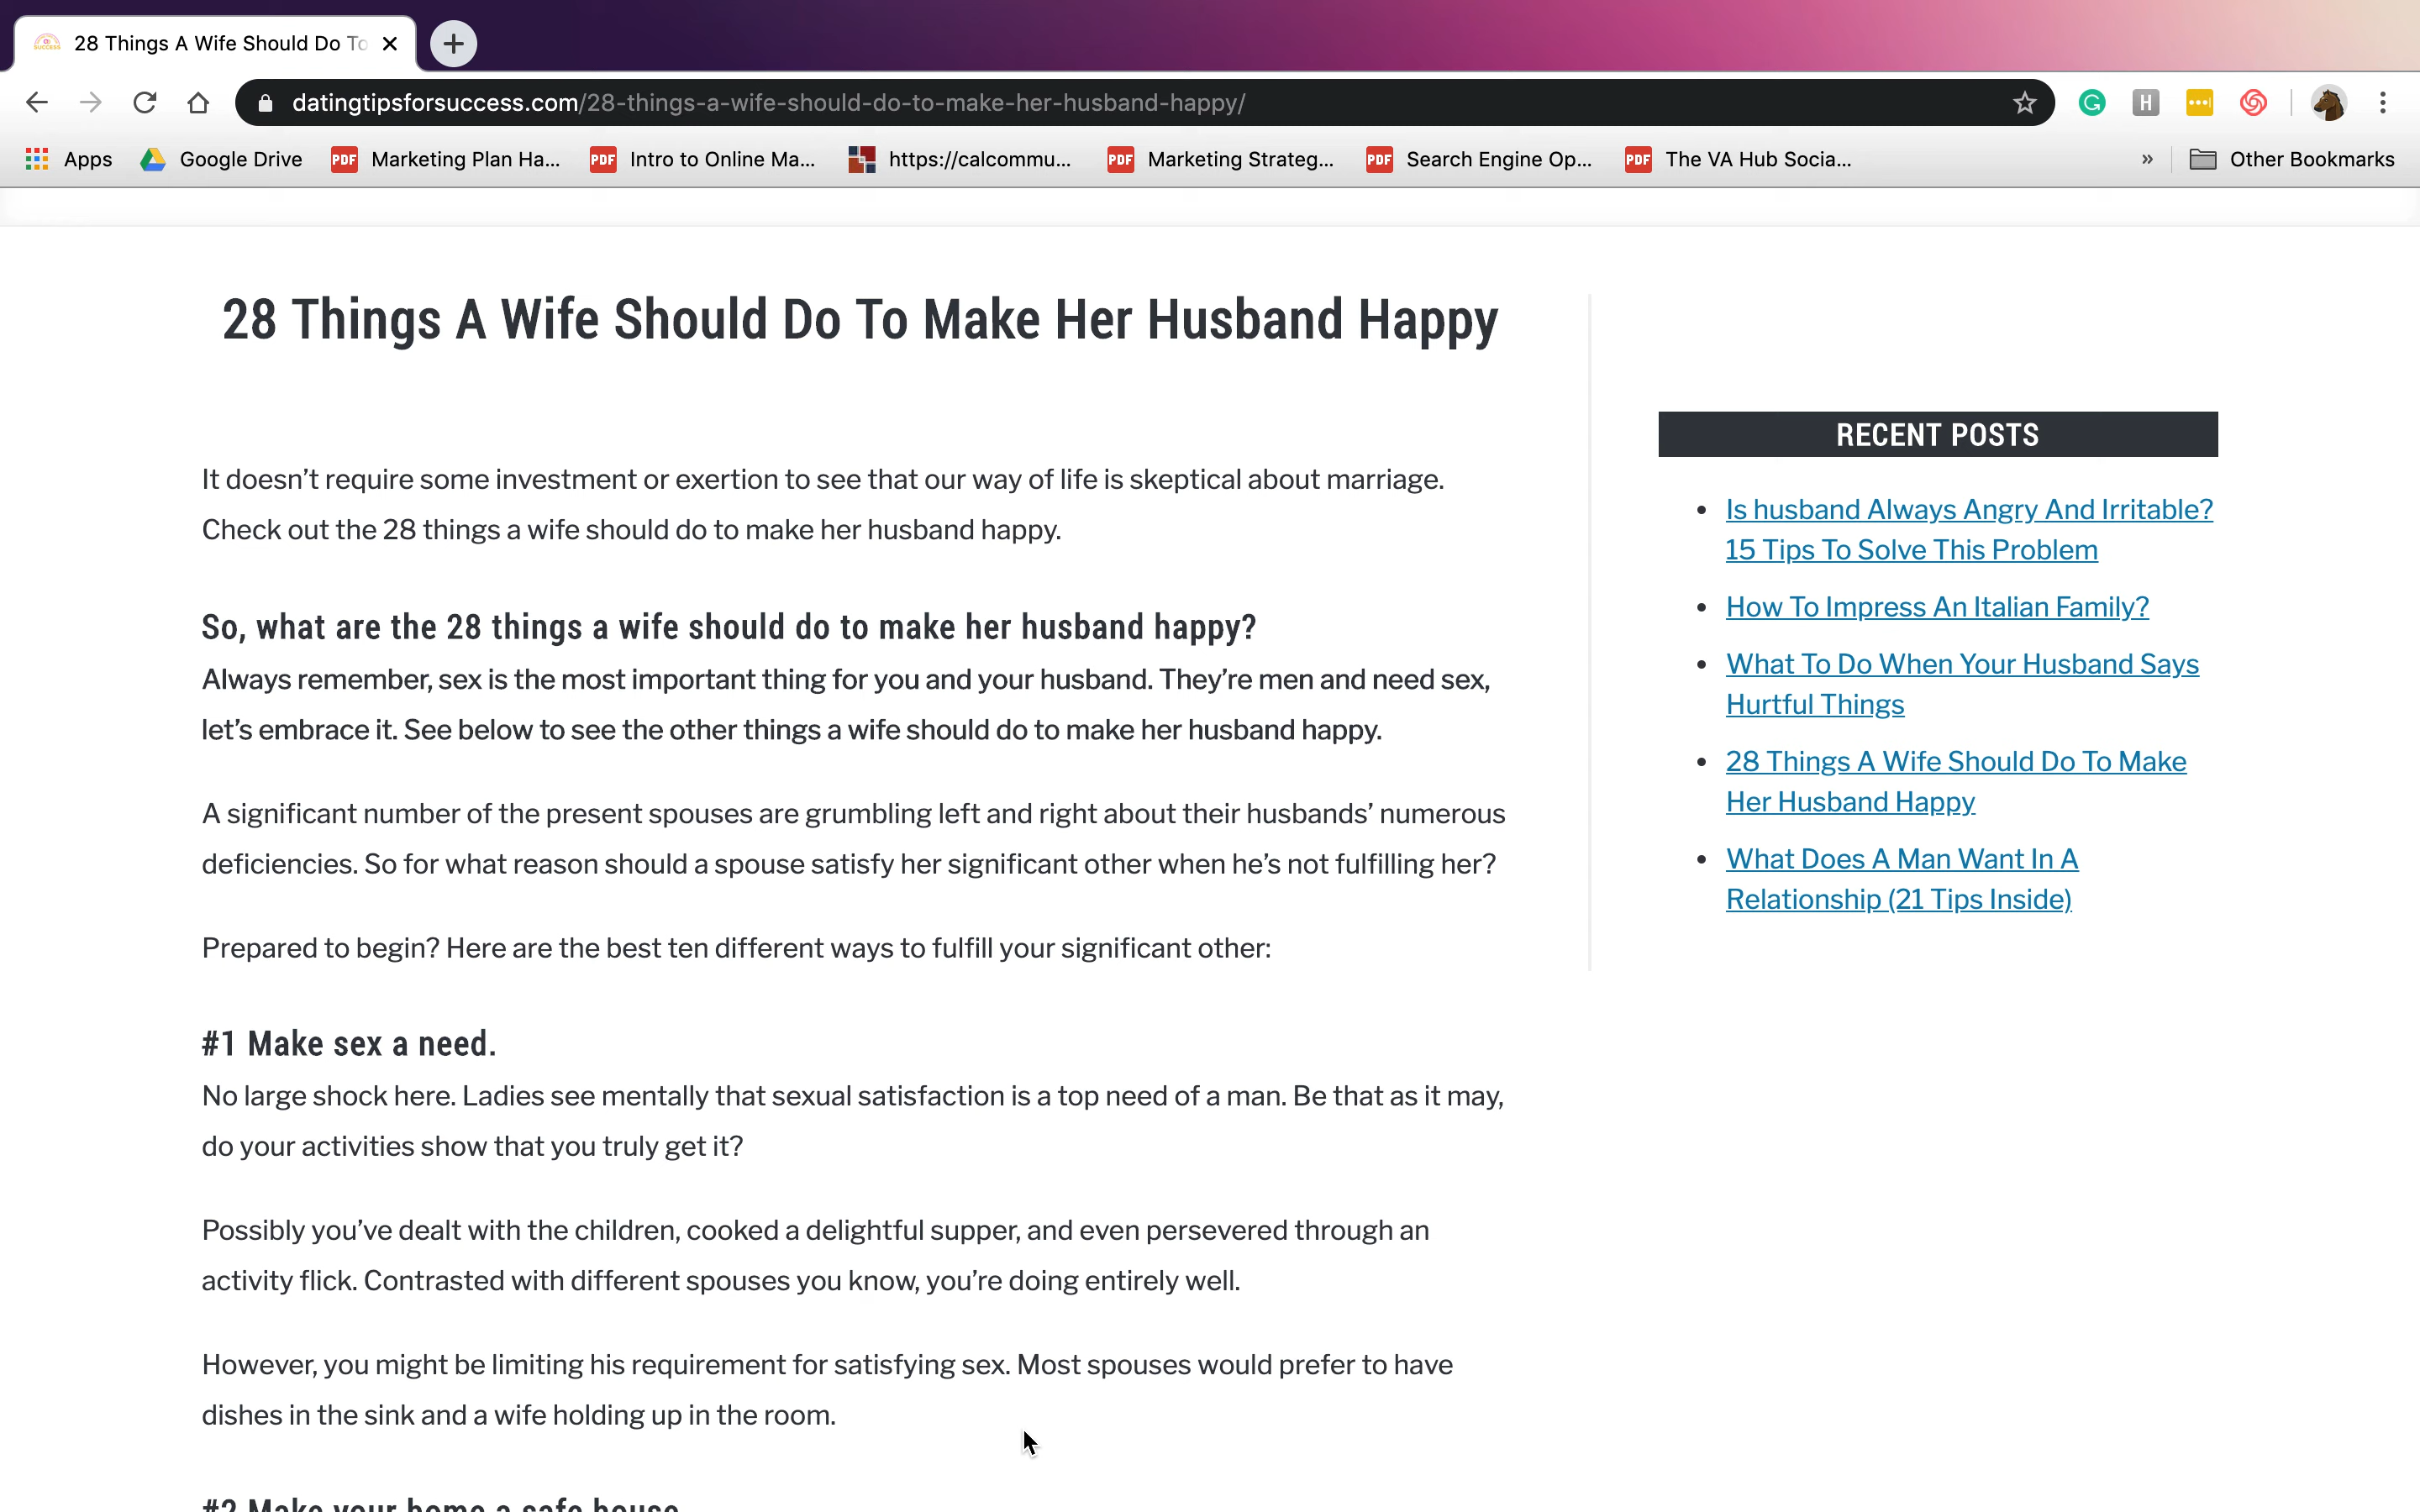 28 Things A Wife Should Do To
datingtipsforsuccess.com/28-things-a-wife-should-do-to-make-her-husband-happy/
Apps
Google Drive
Marketing Plan Ha...
Intro to Online Ma...
https://calcommu...
Marketing Strateg...
Search Engine Op...
The VA Hub Socia...
»
Other Bookmarks
28 Things A Wife Should Do To Make Her Husband Happy
It doesn’t require some investment or exertion to see that our way of life is skeptical about marriage.
Check out the 28 things a wife should do to make her husband happy.
So, what are the 28 things a wife should do to make her husband happy?
Always remember, sex is the most important thing for you and your husband. They’re men and need sex,
let’s embrace it. See below to see the other things a wife should do to make her husband happy.
A significant number of the present spouses are grumbling left and right about their husbands’ numerous
deficiencies. So for what reason should a spouse satisfy her significant other when he’s not fulfilling her?
Prepared to begin? Here are the best ten different ways to fulfill your significant other:
#1 Make sex a need.
No large shock here. Ladies see mentally that sexual satisfaction is a top need of a man. Be that as it may,
do your activities show that you truly get it?
Possibly you’ve dealt with the children, cooked a delightful supper, and even persevered through an
activity flick. Contrasted with different spouses you know, you’re doing entirely well.
However, you might be limiting his requirement for satisfying sex. Most spouses would prefer to have
dishes in the sink and a wife holding up in the room.
#2 Make your home a safe house.
RECENT POSTS
• Is husband Always Angry And Irritable?
15 Tips To Solve This Problem
• How To Impress An Italian Family?
• What To Do When Your Husband Says
Hurtful Things
• 28 Things A Wife Should Do To Make
Her Husband Happy
• What Does A Man Want In A
Relationship (21 Tips Inside)